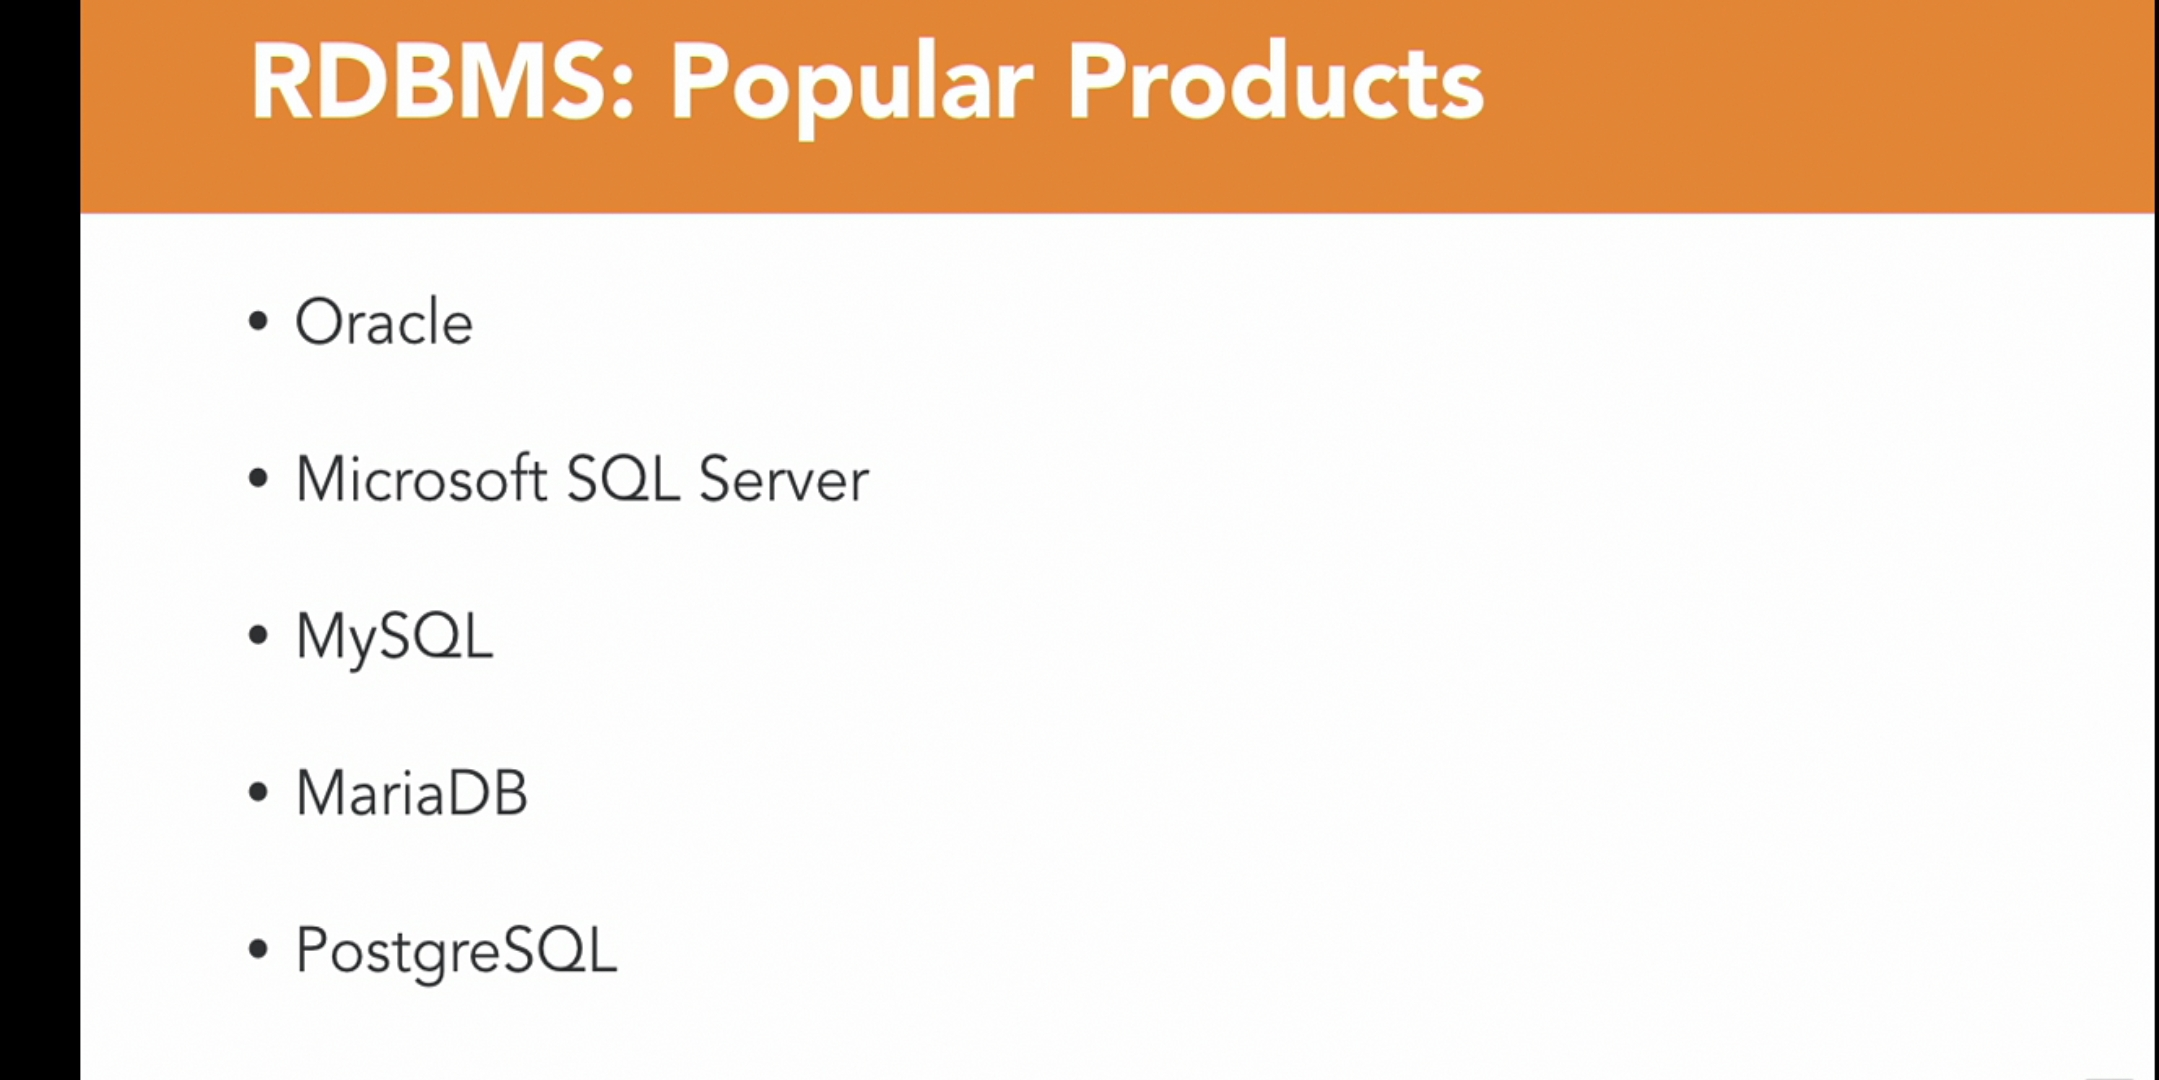 RDBMS: Popular Products
• Oracle
• Microsoft SQL Server
• MySQL
• MariaDB
• PostgreSQL